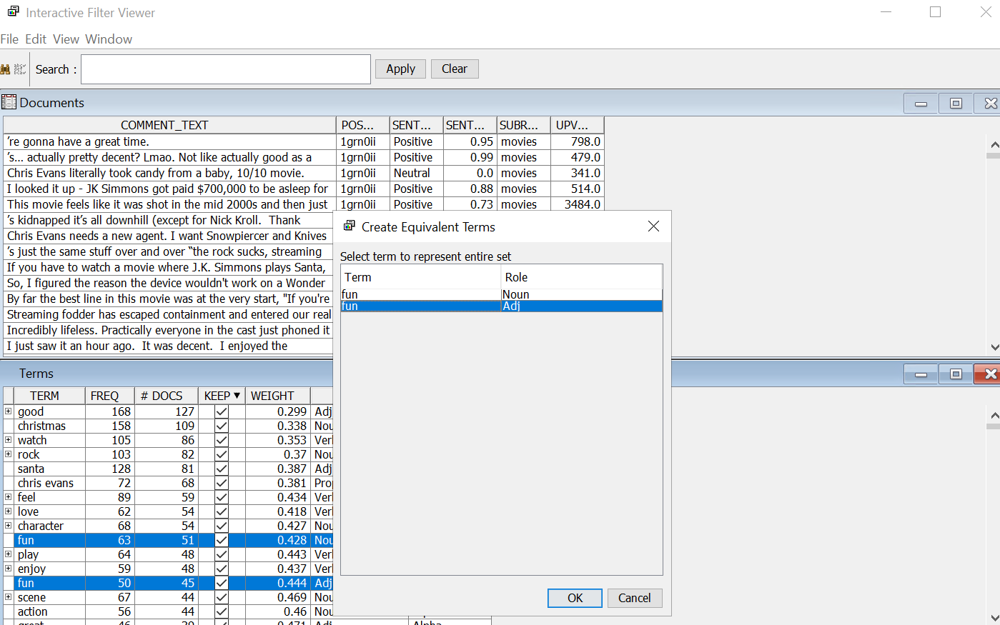 Interactive Filter Viewer
File Edit View Window
Search : Apply Clear
Documents
COMMENT_TEXT POS... SENT... SENT... SUBR... UPV...
’re gonna have a great time. 1grn0ii Positive 0.95 movies 798.0
’s... actually pretty decent? Lmao. Not like actually good as a 1grn0ii Positive 0.99 movies 479.0
Chris Evans literally took candy from a baby, 10/10 movie. 1grn0ii Neutral 0.0 movies 341.0
I looked it up - JK Simmons got paid $700,000 to be asleep for 1grn0ii Positive 0.88 movies 514.0
This movie feels like it was shot in the mid 2000s and then just 1grn0ii Positive 0.73 movies 3484.0
’s kidnapped it’s all downhill (except for Nick Kroll. Thank
Chris Evans needs a new agent. I want Snowpiercer and Knives
’s just the same stuff over and over “the rock sucks, streaming
If you have to watch a movie where J.K. Simmons plays Santa,
So, I figured the reason the device wouldn't work on a Wonder
By far the best line in this movie was at the very start, "If you're
Streaming fodder has escaped containment and entered our real
Incredibly lifeless. Practically everyone in the cast just phoned it
I just saw it an hour ago. It was decent. I enjoyed the
Create Equivalent Terms
Select term to represent entire set
Term Role
fun Noun
fun Adj
OK Cancel
Terms
TERM FREQ # DOCS KEEP ▼ WEIGHT
good 168 127 0.299 Adj
christmas 158 109 0.338 Nou
watch 105 86 0.353 Verl
rock 103 82 0.37 Nou
santa 128 81 0.387 Adj
chris evans 72 68 0.381 Prop
feel 89 59 0.434 Verl
love 62 54 0.418 Verl
character 68 54 0.427 Nou
fun 63 51 0.428 Nou
play 64 48 0.443 Verl
enjoy 59 48 0.437 Verl
fun 50 45 0.444 Adj
scene 67 44 0.469 Nou
action 56 44 0.46 Nou
great 46 39 0.471 Adj Alpha